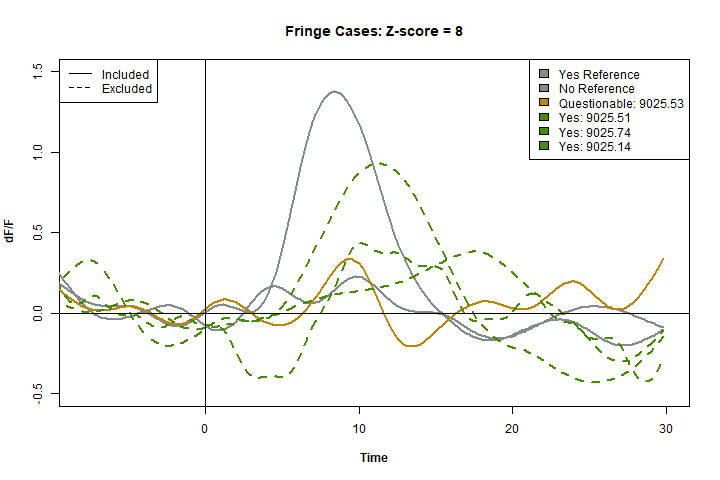 Fringe Cases: Z-score = 8
Included
Excluded
Yes Reference
No Reference
Questionable: 9025.53
Yes: 9025.51
Yes: 9025.74
Yes: 9025.14
dF/F
1.5
1.0
0.5
0.0
-0.5
0
10
20
30
Time